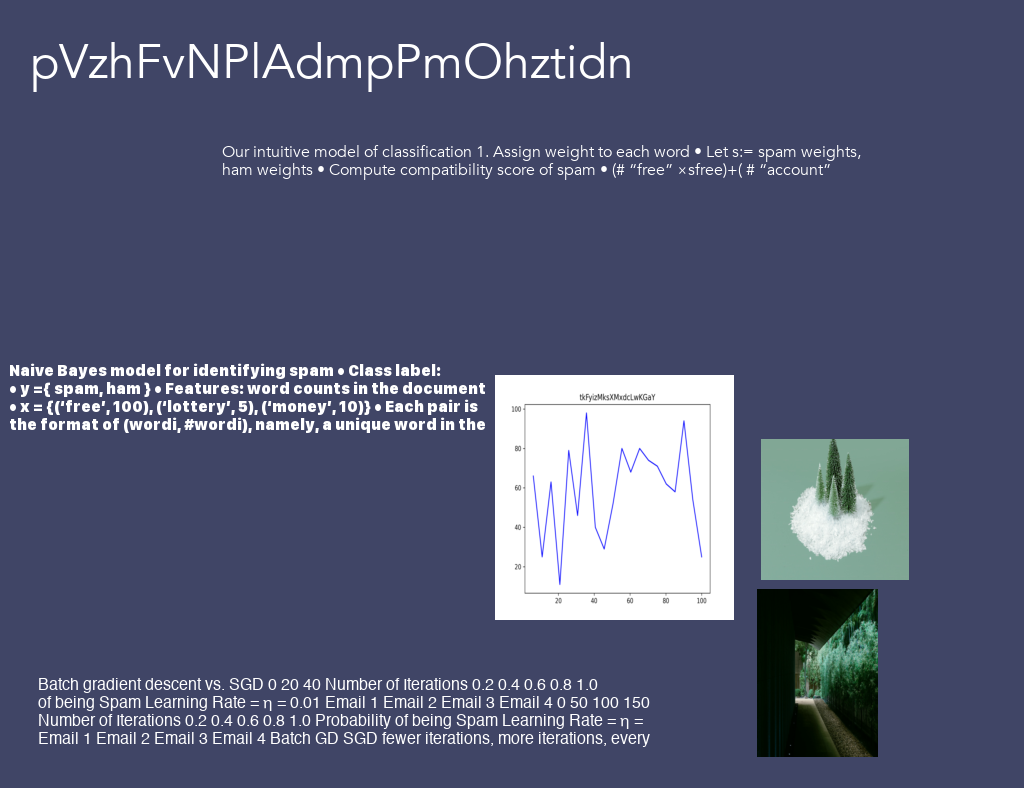 pVzhFvNPlAdmpPmOhztidn
Our intuitive model of classification 1. Assign weight to each word • Let s:= spam weights,
ham weights • Compute compatibility score of spam • (# “free” ×sfree)+( # “account”
Naive Bayes model for identifying spam • Class label:
• y ={ spam, ham } • Features: word counts in the document
• x = {(‘free’, 100), (‘lottery’, 5), (‘money’, 10)} • Each pair is
the format of (wordi, #wordi), namely, a unique word in the
tkFyizMksXMxdcLwKGaY
100
80
60
40
20
20 40 60 80 100
Batch gradient descent vs. SGD 0 20 40 Number of Iterations 0.2 0.4 0.6 0.8 1.0
of being Spam Learning Rate = η = 0.01 Email 1 Email 2 Email 3 Email 4 0 50 100 150
Number of Iterations 0.2 0.4 0.6 0.8 1.0 Probability of being Spam Learning Rate = η =
Email 1 Email 2 Email 3 Email 4 Batch GD SGD fewer iterations, more iterations, every